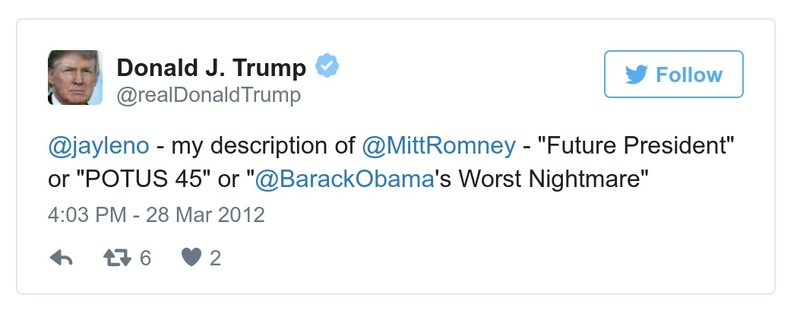 Donald J. Trump
@realDonaldTrump
Follow
@jayleno - my description of @MittRomney - "Future President"
or "POTUS 45" or "@BarackObama's Worst Nightmare"
4:03 PM - 28 Mar 2012
6 2